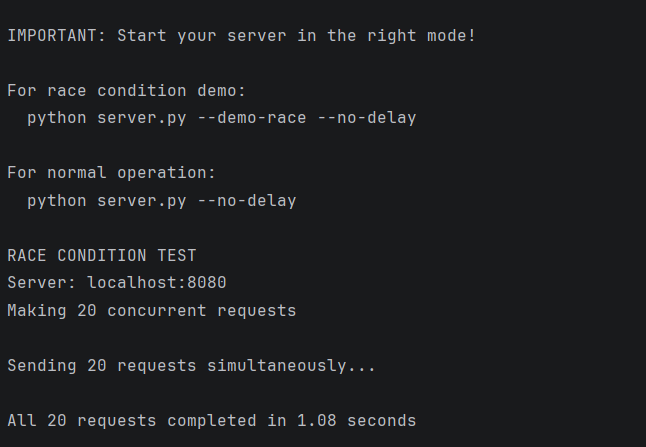 IMPORTANT: Start your server in the right mode!
For race condition demo:
python server.py --demo-race --no-delay
For normal operation:
python server.py --no-delay
RACE CONDITION TEST
Server: localhost:8080
Making 20 concurrent requests
Sending 20 requests simultaneously...
All 20 requests completed in 1.08 seconds